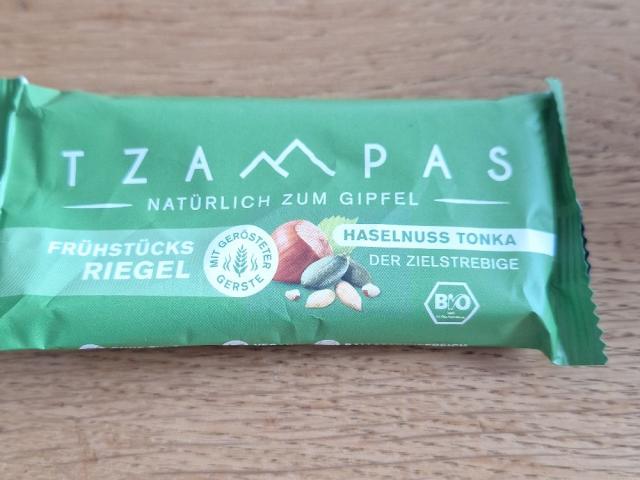 TZAMPAS
NATÜRLICH ZUM GIPFEL
FRÜHSTÜCKS
RIEGEL
MIT GERÖSTETER
GERSTE
HASELNUSS TONKA
DER ZIELSTREBIGE
BIO